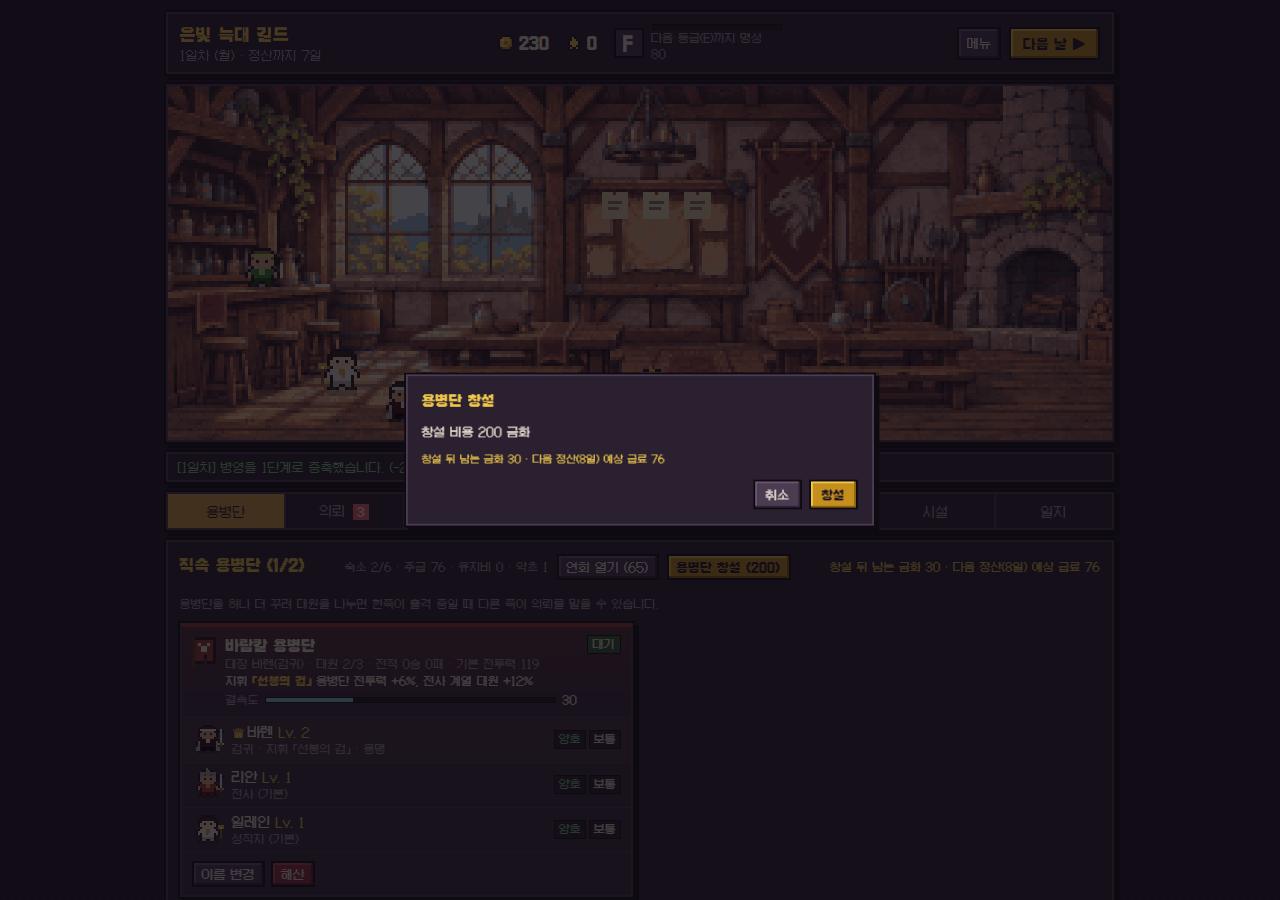 은빛 늑대 길드
1일차 (월) · 정산까지 7일
230
0
F
다음 등급(E)까지 명성
80
메뉴
다음 날 ▶
용병단 창설
창설 비용 200 금화
창설 뒤 남는 금화 30 · 다음 정산(8일) 예상 급료 76
취소
창설
[1일차] 병영을 1단계로 증축했습니다. (-2
용병단
의뢰 3
시설
일지
직속 용병단 (1/2)
숙소 2/6 · 주급 76 · 유지비 0 · 약초 1
연회 열기 (65)
용병단 창설 (200)
창설 뒤 남는 금화 30 · 다음 정산(8일) 예상 급료 76
용병단을 하나 더 꾸려 대원을 나누면 한쪽이 출격 중일 때 다른 쪽이 의뢰를 맡을 수 있습니다.
바람칼 용병단
대기
대장 바렌(검귀) · 대원 2/3 · 전적 0승 0패 · 기본 전투력 119
지휘 「선봉의 검」 용병단 전투력 +6%, 전사 계열 대원 +12%
결속도
30
바렌 Lv. 2
검귀 · 지휘 「선봉의 검」 · 용맹
양호
보통
리안 Lv. 1
전사 (기본)
양호
보통
일레인 Lv. 1
성직자 (기본)
양호
보통
이름 변경
해산